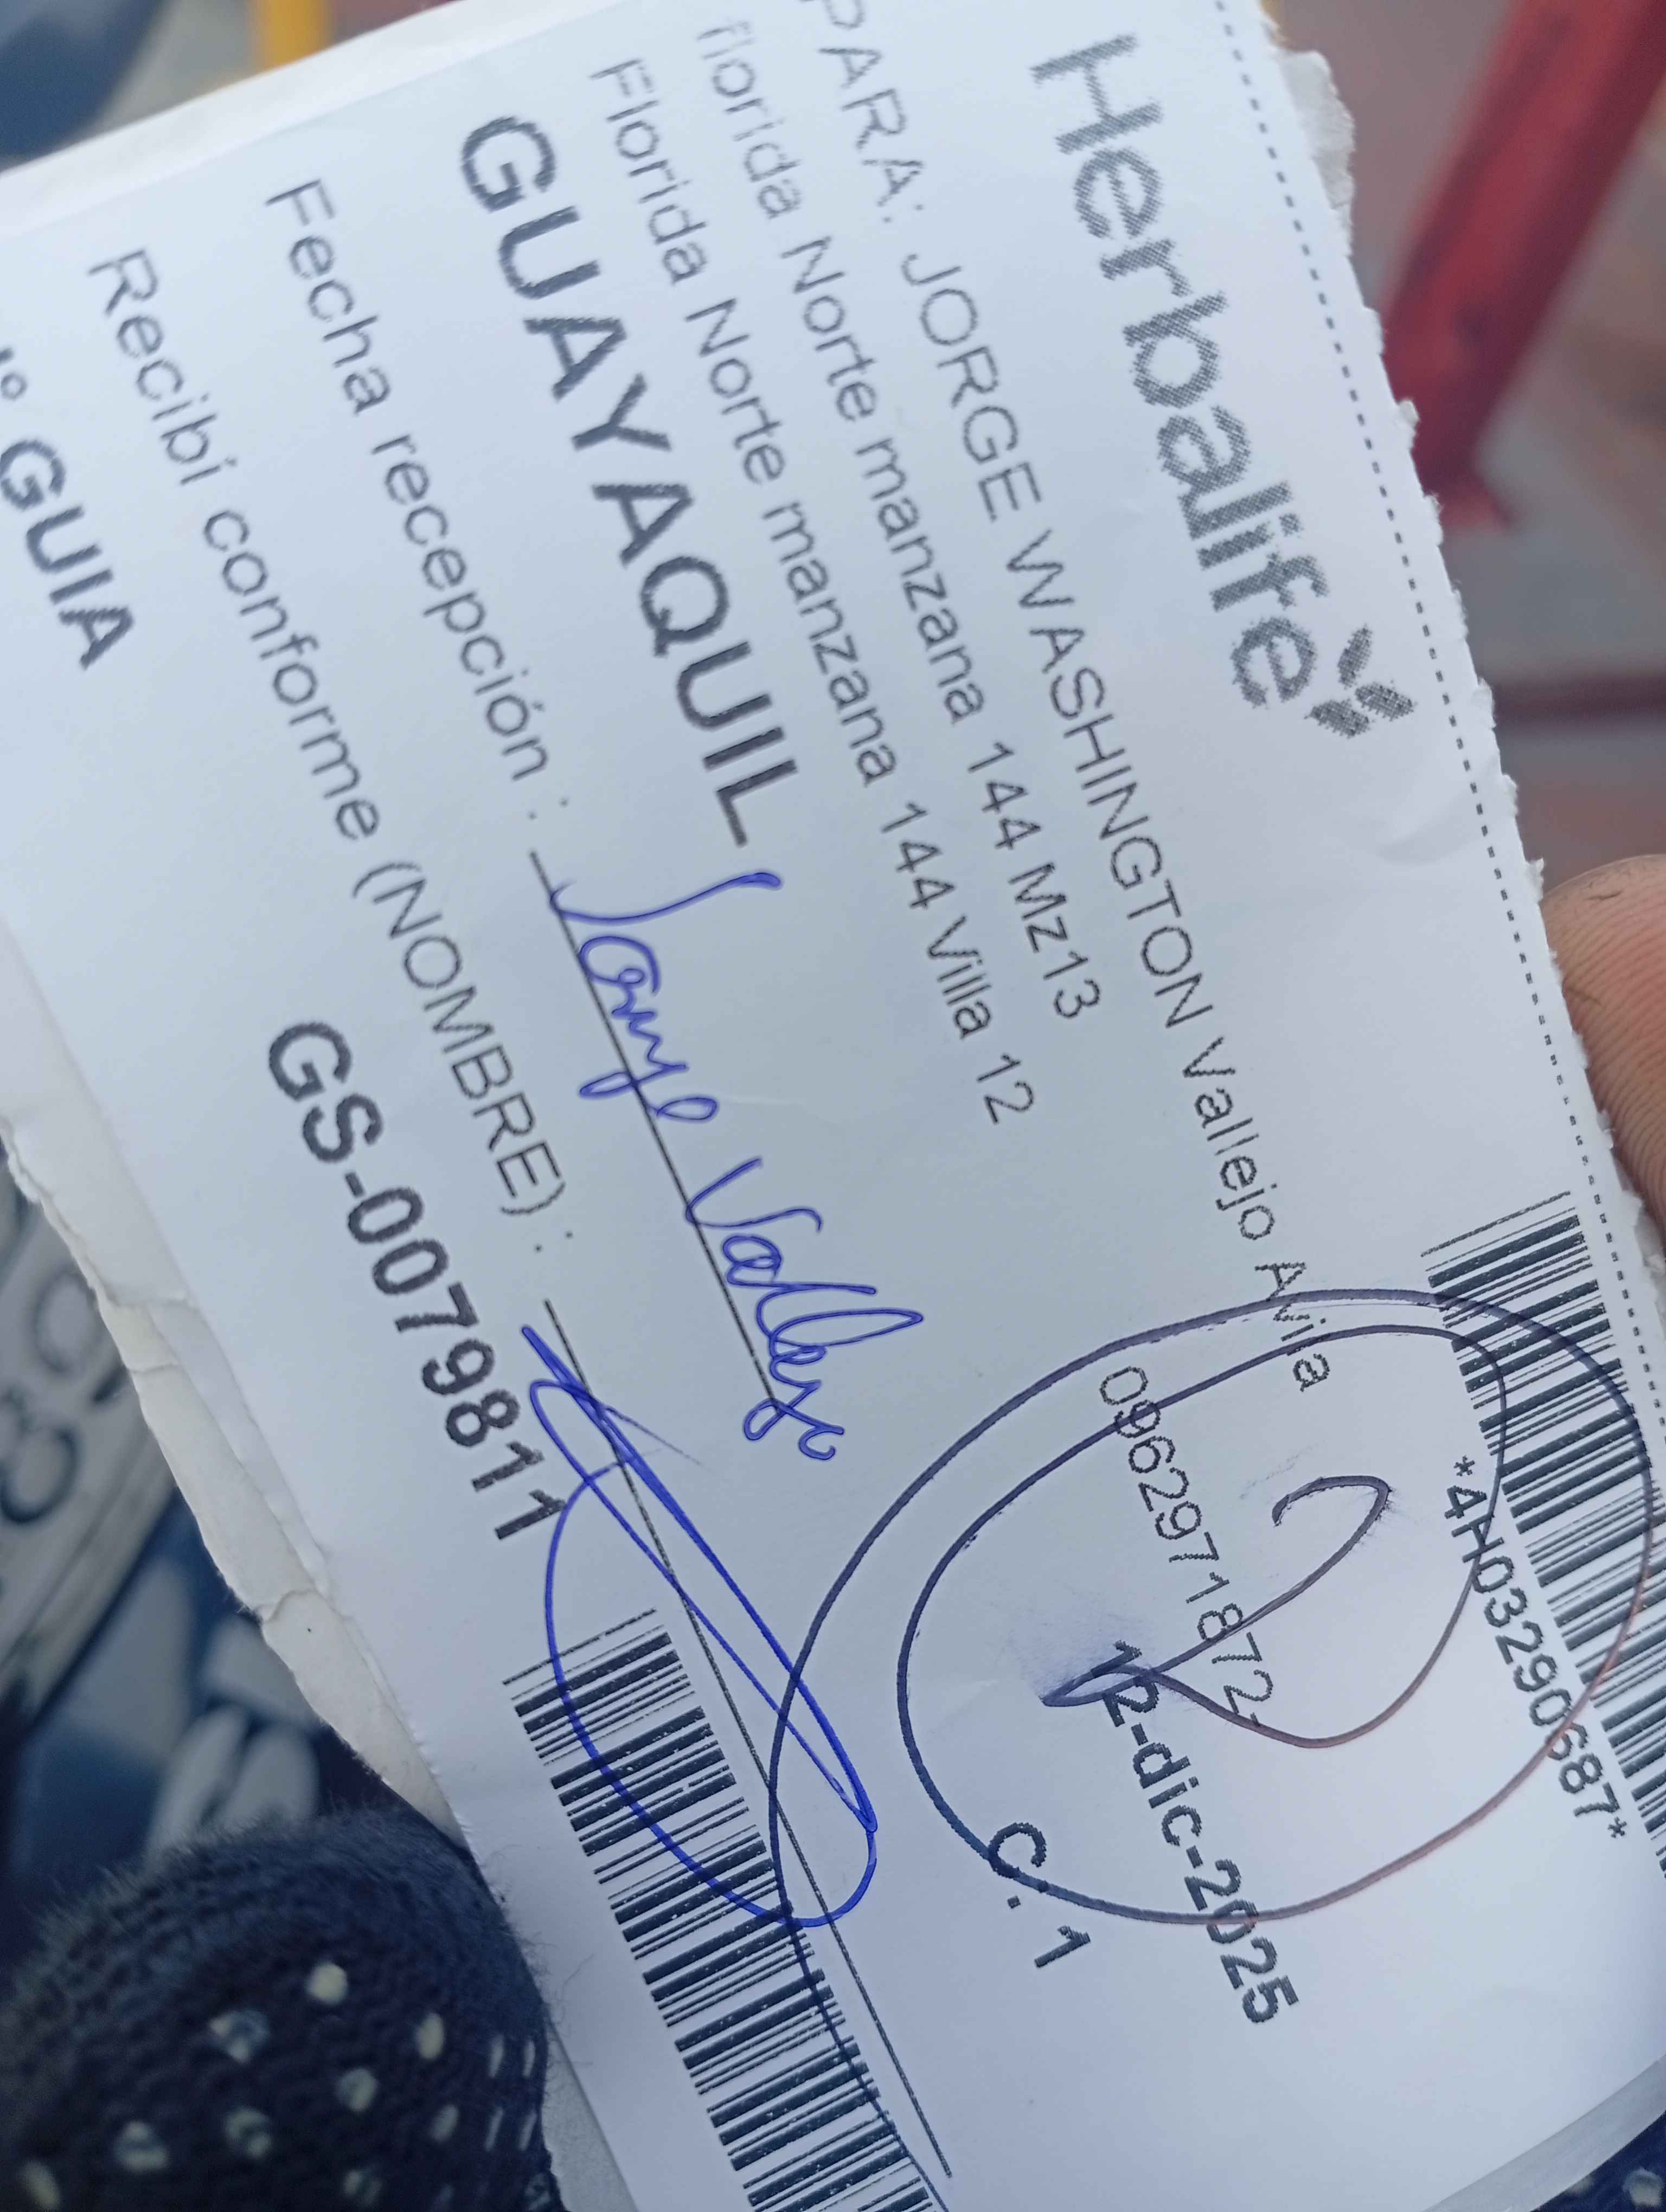 Herbalife
*4H03290687*
PARA: JORGE WASHINGTON Vallejo Avila
florida Norte manzana 144 Mz13
0962971872-
12-dic-2025
Florida Norte manzana 144 Villa 12
C. 1
GUAYAQUIL
Fecha recepción : Jorge Vallejo
Recibi conforme (NOMBRE) :
GUIA GS-0079811